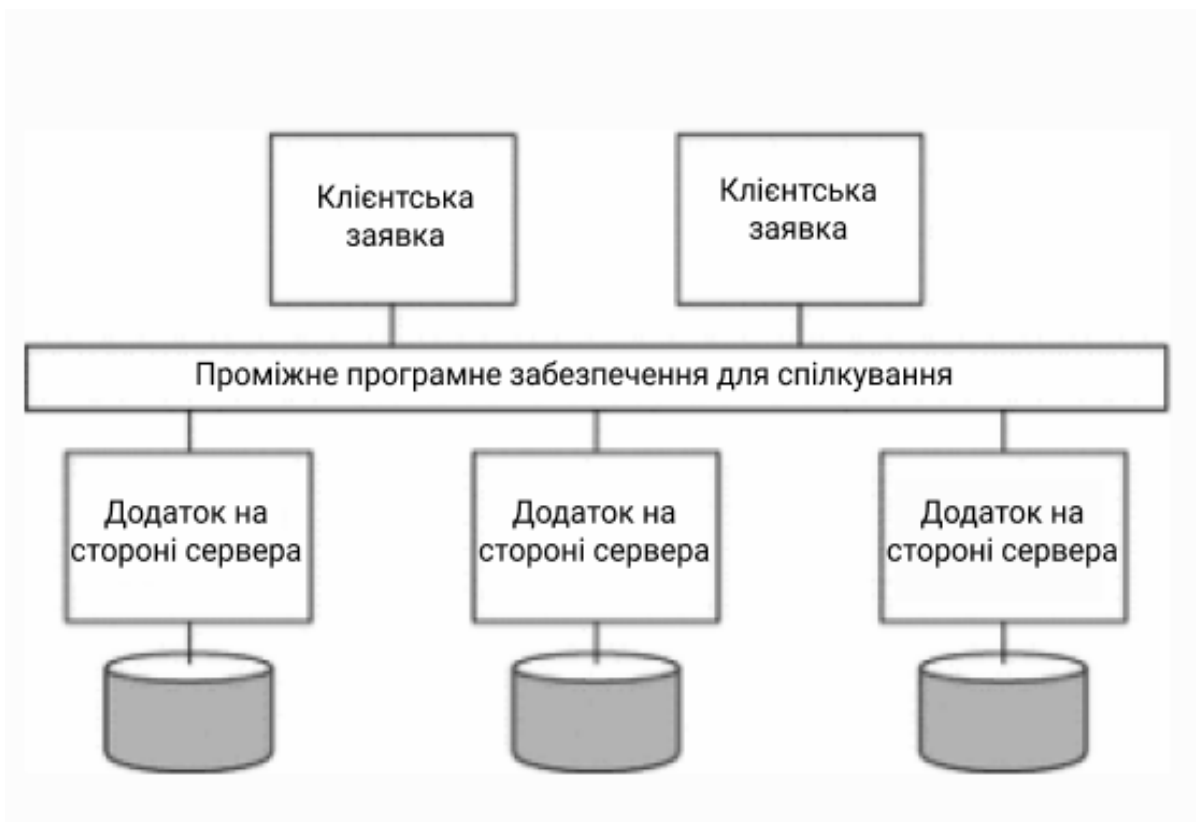 Клієнтська
заявка
Клієнтська
заявка
Проміжне програмне забезпечення для спілкування
Додаток на
стороні сервера
Додаток на
стороні сервера
Додаток на
стороні сервера